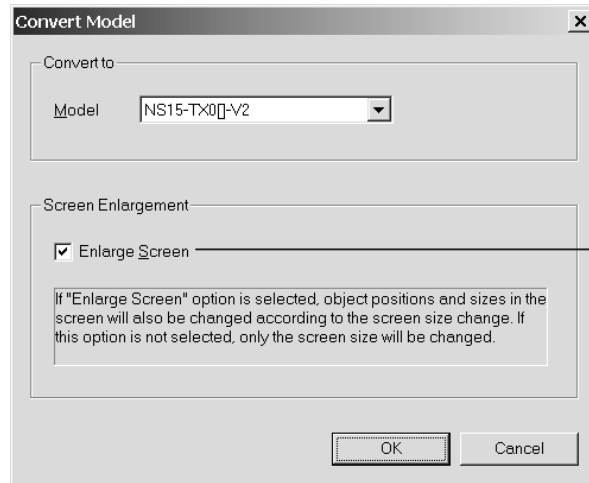 Convert Model
Convert to
Model
NS15-TX0[]-V2
Screen Enlargement
Enlarge Screen
If "Enlarge Screen" option is selected, object positions and sizes in the
screen will also be changed according to the screen size change. If
this option is not selected, only the screen size will be changed.
OK
Cancel